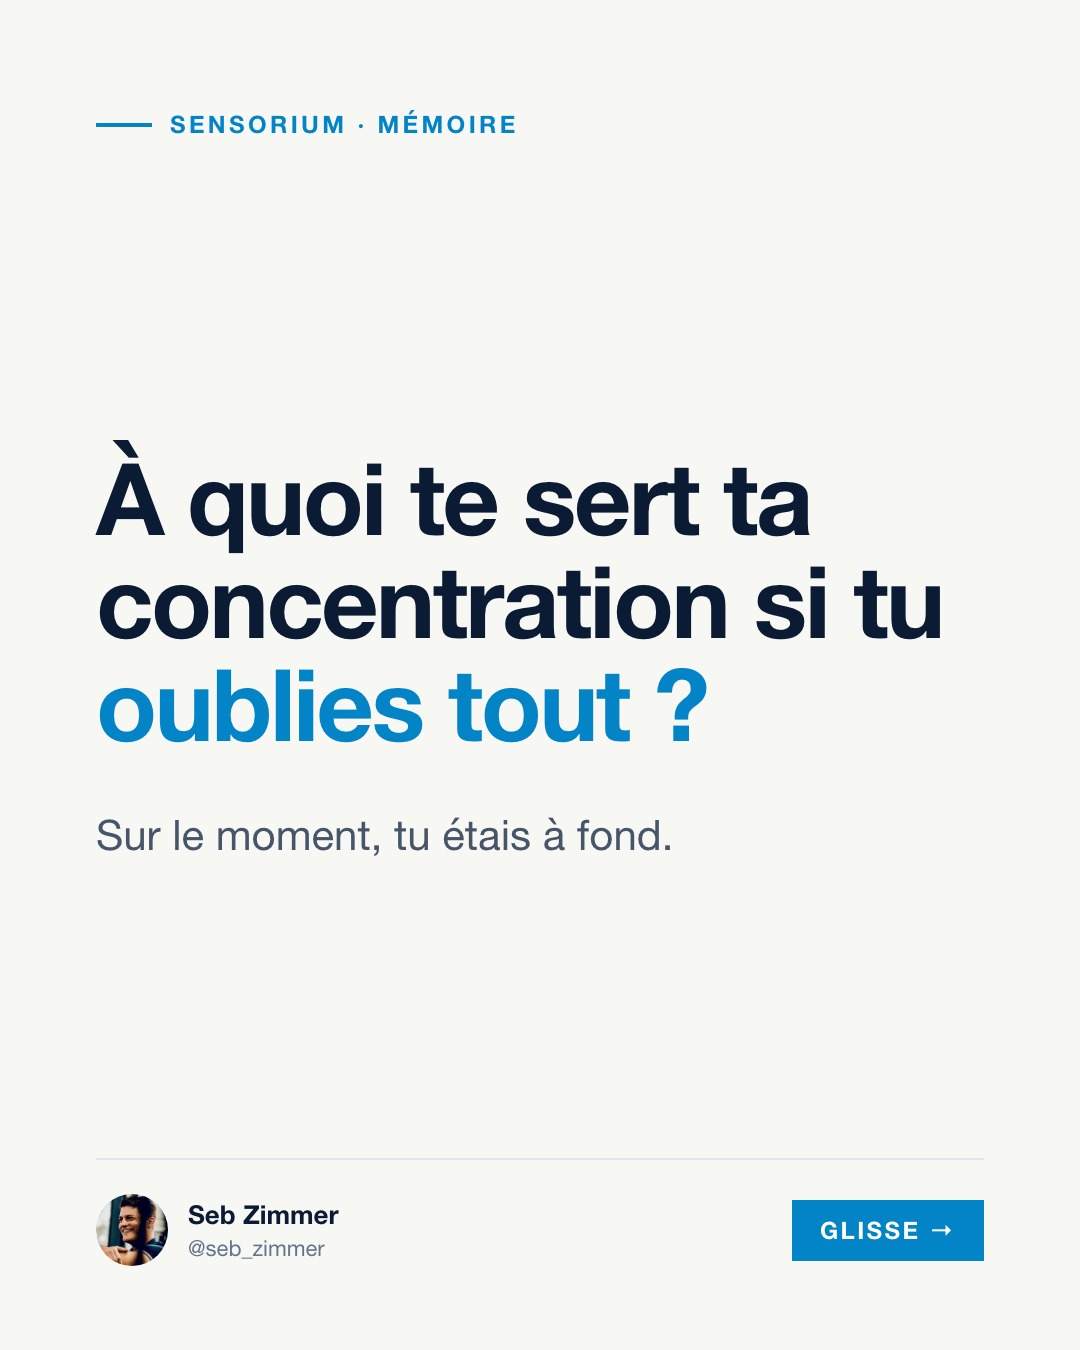 SENSORIUM · MÉMOIRE
À quoi te sert ta
concentration si tu
oublies tout ?
Sur le moment, tu étais à fond.
Seb Zimmer
@seb_zimmer
GLISSE →